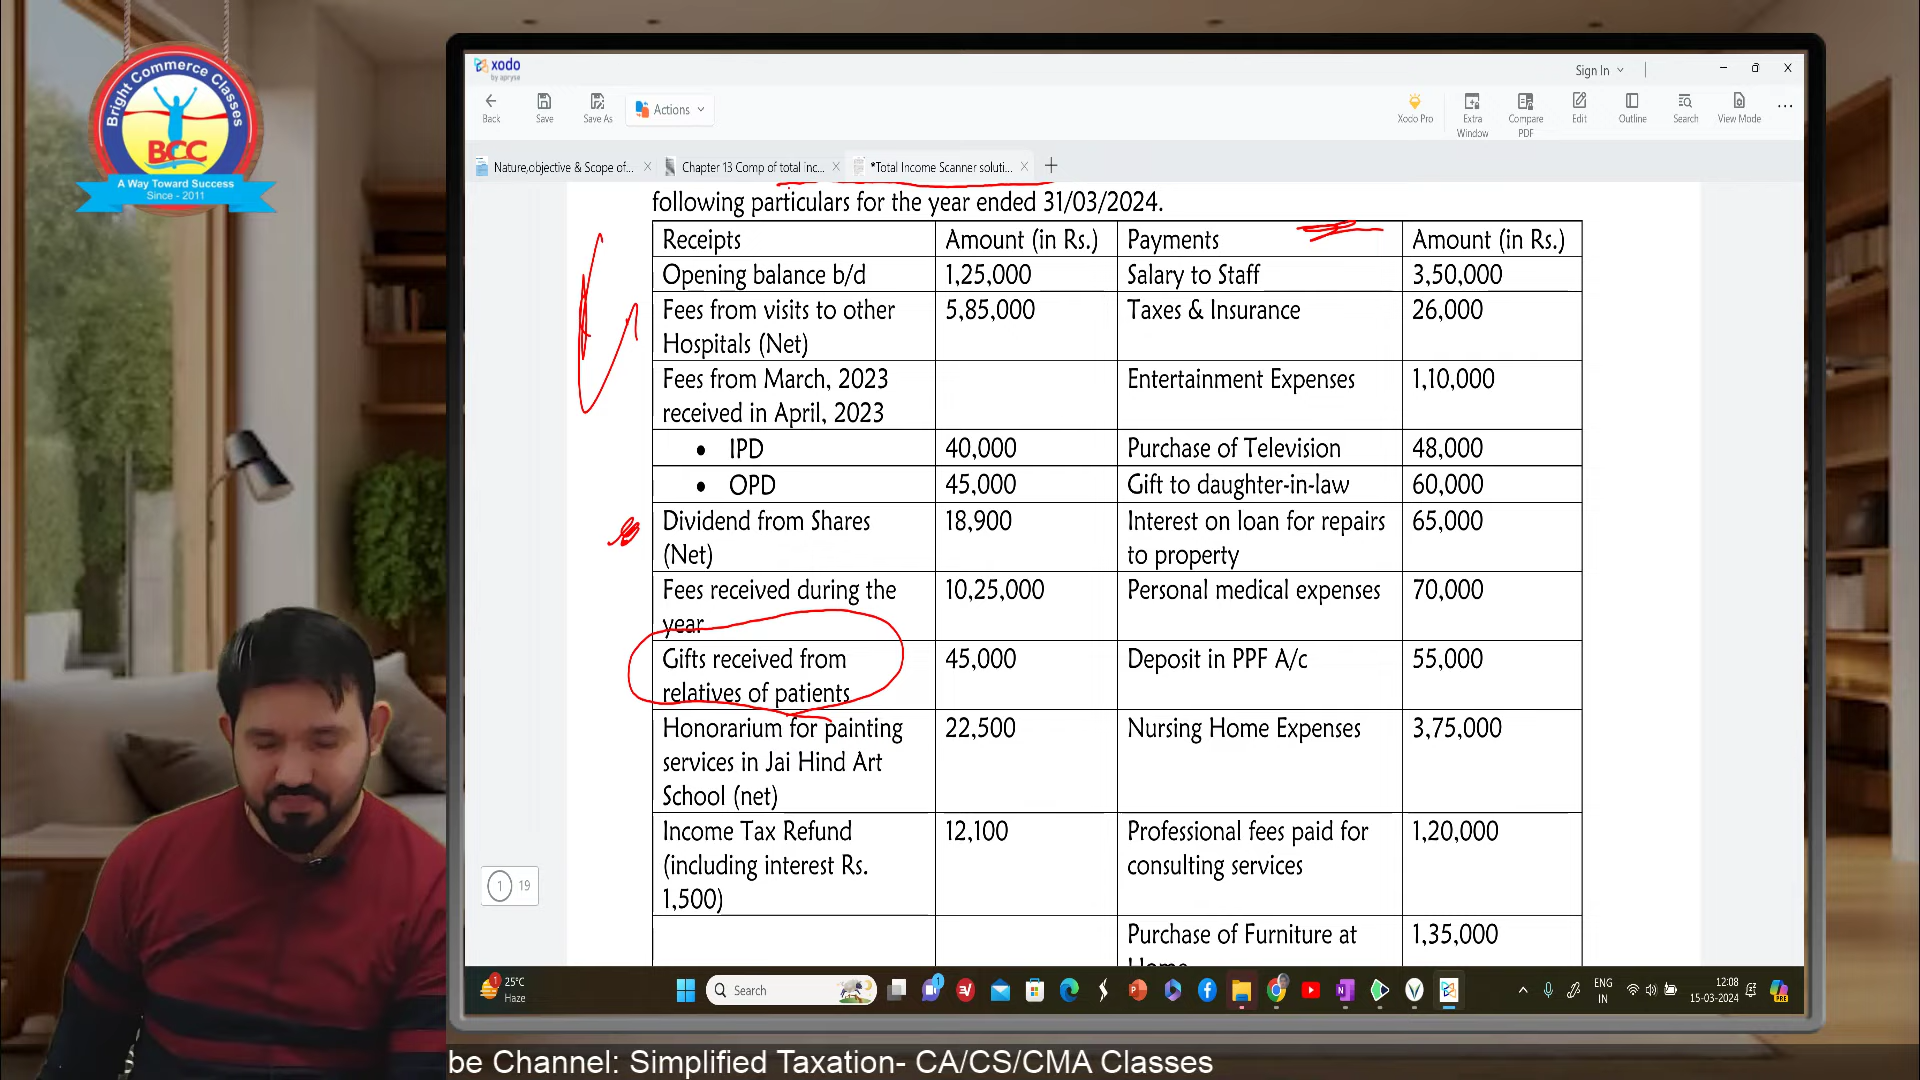 Bright Commerce Classes
BCC
A Way Toward Success
Since - 2011
xodo
by apryse
Sign In
Back
Save
Save As
Actions
Xodo Pro
Extra Window
Compare PDF
Edit
Outline
Search
View Mode
Nature,objective & Scope of...
Chapter 13 Comp of total inc...
*Total Income Scanner soluti...
following particulars for the year ended 31/03/2024.
Receipts Amount (in Rs.) Payments Amount (in Rs.)
Opening balance b/d 1,25,000 Salary to Staff 3,50,000
Fees from visits to other 5,85,000 Taxes & Insurance 26,000
Hospitals (Net)
Fees from March, 2023 Entertainment Expenses 1,10,000
received in April, 2023
• IPD 40,000 Purchase of Television 48,000
• OPD 45,000 Gift to daughter-in-law 60,000
Dividend from Shares 18,900 Interest on loan for repairs 65,000
(Net) to property
Fees received during the 10,25,000 Personal medical expenses 70,000
year
Gifts received from 45,000 Deposit in PPF A/c 55,000
relatives of patients
Honorarium for painting 22,500 Nursing Home Expenses 3,75,000
services in Jai Hind Art
School (net)
Income Tax Refund 12,100 Professional fees paid for 1,20,000
(including interest Rs. consulting services
1,500)
Purchase of Furniture at 1,35,000
Home
1 19
1
25°C
Haze
Search
1
ENG
IN
12:08
15-03-2024
be Channel: Simplified Taxation- CA/CS/CMA Classes